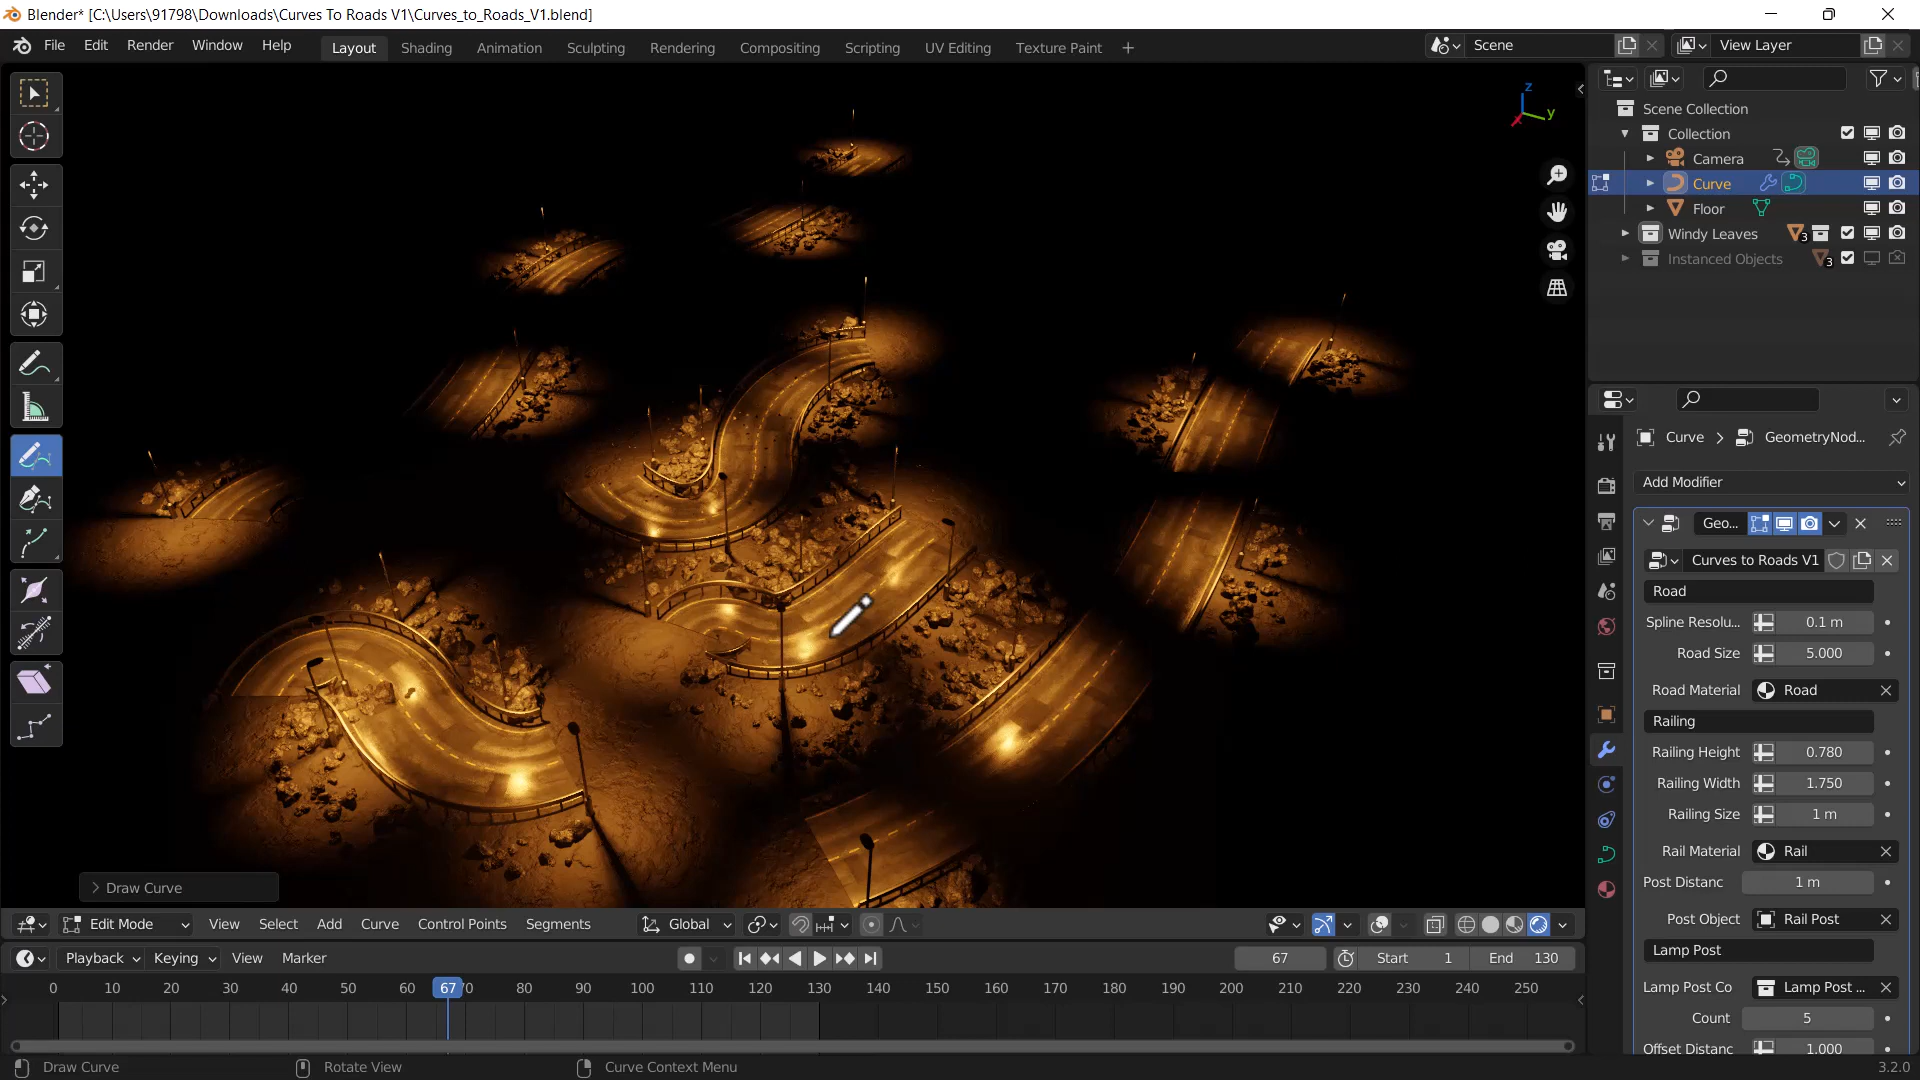 Blender* [C:\Users\91798\Downloads\Curves To Roads V1\Curves_to_Roads_V1.blend]
File Edit Render Window Help Layout Shading Animation Sculpting Rendering Compositing Scripting UV Editing Texture Paint + Scene View Layer
Scene Collection
Collection
Camera
Curve
Floor
Windy Leaves 3
Instanced Objects 3
Z
Y
X
Curve > GeometryNod...
Add Modifier
Geo...
Curves to Roads V1
Road
Spline Resolu... 0.1 m
Road Size 5.000
Road Material Road
Railing
Railing Height 0.780
Railing Width 1.750
Railing Size 1 m
Rail Material Rail
Post Distanc 1 m
Post Object Rail Post
Lamp Post
Lamp Post Co Lamp Post ...
Count 5
Offset Distanc 1.000
Draw Curve
Edit Mode View Select Add Curve Control Points Segments Global
Playback Keying View Marker 67 Start 1 End 130
0 10 20 30 40 50 60 67 70 80 90 100 110 120 130 140 150 160 170 180 190 200 210 220 230 240 250
Draw Curve Rotate View Curve Context Menu 3.2.0